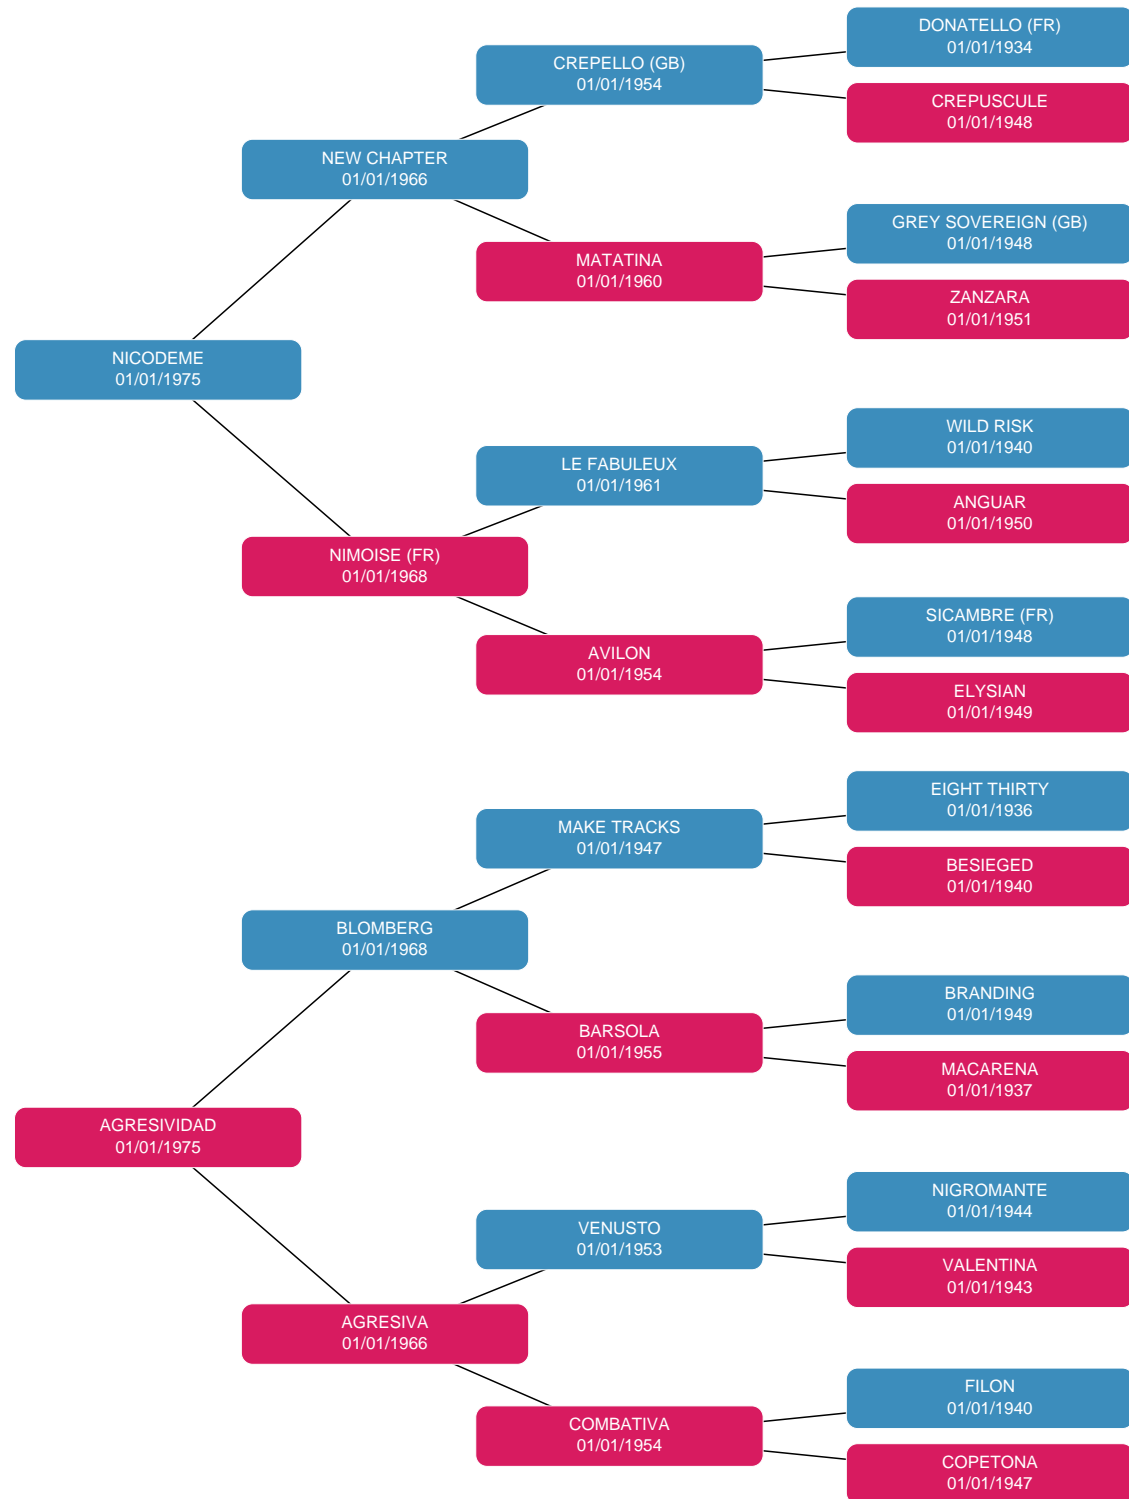 DONATELLO (FR)
01/01/1934
CREPELLO (GB)
01/01/1954
CREPUSCULE
01/01/1948
NEW CHAPTER
01/01/1966
GREY SOVEREIGN (GB)
01/01/1948
MATATINA
01/01/1960
ZANZARA
01/01/1951
NICODEME
01/01/1975
WILD RISK
01/01/1940
LE FABULEUX
01/01/1961
ANGUAR
01/01/1950
NIMOISE (FR)
01/01/1968
SICAMBRE (FR)
01/01/1948
AVILON
01/01/1954
ELYSIAN
01/01/1949
EIGHT THIRTY
01/01/1936
MAKE TRACKS
01/01/1947
BESIEGED
01/01/1940
BLOMBERG
01/01/1968
BRANDING
01/01/1949
BARSOLA
01/01/1955
MACARENA
01/01/1937
AGRESIVIDAD
01/01/1975
NIGROMANTE
01/01/1944
VENUSTO
01/01/1953
VALENTINA
01/01/1943
AGRESIVA
01/01/1966
FILON
01/01/1940
COMBATIVA
01/01/1954
COPETONA
01/01/1947